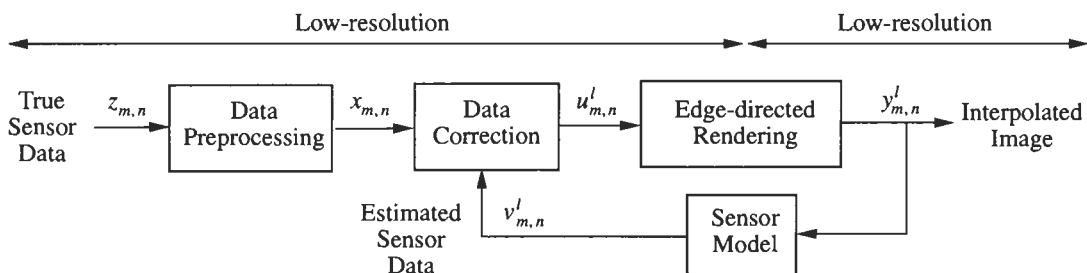 Low-resolution
Low-resolution
True
Sensor
Data
z_{m,n}
Data
Preprocessing
x_{m,n}
Data
Correction
u^l_{m,n}
Edge-directed
Rendering
y^l_{m,n}
Interpolated
Image
Estimated
Sensor
Data
v^l_{m,n}
Sensor
Model